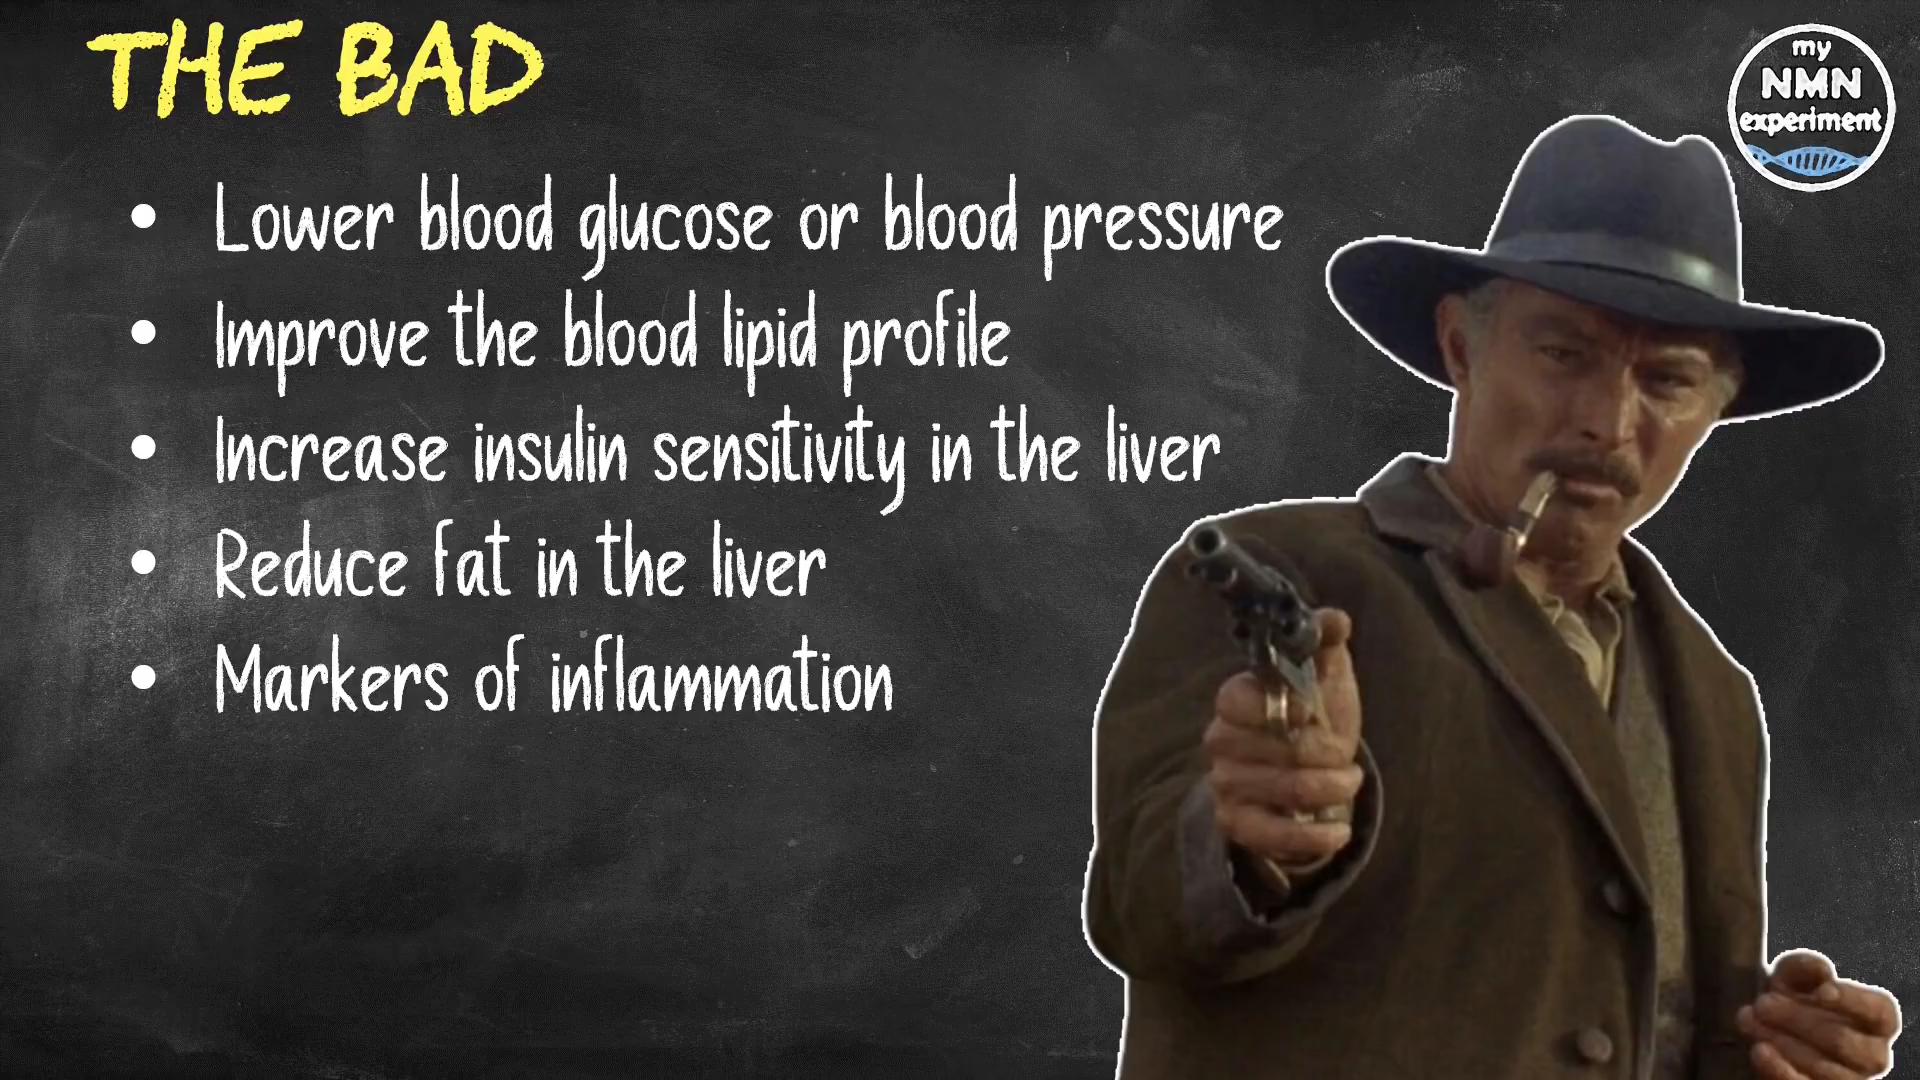 THE BAD
my
NMN
experiment
• Lower blood glucose or blood pressure
• Improve the blood lipid profile
• Increase insulin sensitivity in the liver
• Reduce fat in the liver
• Markers of inflammation